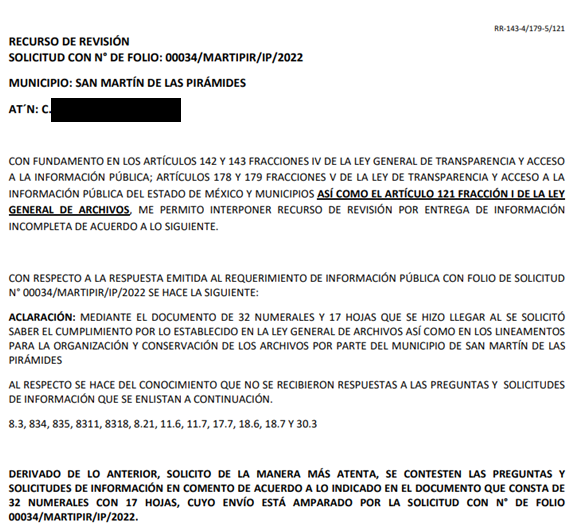 RR-143-4/179-5/121
RECURSO DE REVISIÓN
SOLICITUD CON N° DE FOLIO: 00034/MARTIPIR/IP/2022
MUNICIPIO: SAN MARTÍN DE LAS PIRÁMIDES
AT´N: C.
CON FUNDAMENTO EN LOS ARTÍCULOS 142 Y 143 FRACCIONES IV DE LA LEY GENERAL DE TRANSPARENCIA Y ACCESO
A LA INFORMACIÓN PÚBLICA; ARTÍCULOS 178 Y 179 FRACCIONES V DE LA LEY DE TRANSPARENCIA Y ACCESO A LA
INFORMACIÓN PÚBLICA DEL ESTADO DE MÉXICO Y MUNICIPIOS ASÍ COMO EL ARTÍCULO 121 FRACCIÓN I DE LA LEY
GENERAL DE ARCHIVOS, ME PERMITO INTERPONER RECURSO DE REVISIÓN POR ENTREGA DE INFORMACIÓN
INCOMPLETA DE ACUERDO A LO SIGUIENTE.
CON RESPECTO A LA RESPUESTA EMITIDA AL REQUERIMIENTO DE INFORMACIÓN PÚBLICA CON FOLIO DE SOLICITUD
N° 00034/MARTIPIR/IP/2022 SE HACE LA SIGUIENTE:
ACLARACIÓN: MEDIANTE EL DOCUMENTO DE 32 NUMERALES Y 17 HOJAS QUE SE HIZO LLEGAR AL SE SOLICITÓ
SABER EL CUMPLIMIENTO POR LO ESTABLECIDO EN LA LEY GENERAL DE ARCHIVOS ASÍ COMO EN LOS LINEAMENTOS
PARA LA ORGANIZACIÓN Y CONSERVACIÓN DE LOS ARCHIVOS POR PARTE DEL MUNICIPIO DE SAN MARTÍN DE LAS
PIRÁMIDES
AL RESPECTO SE HACE DEL CONOCIMIENTO QUE NO SE RECIBIERON RESPUESTAS A LAS PREGUNTAS Y SOLICITUDES
DE INFORMACIÓN QUE SE ENLISTAN A CONTINUACIÓN.
8.3, 834, 835, 8311, 8318, 8.21, 11.6, 11.7, 17.7, 18.6, 18.7 Y 30.3
DERIVADO DE LO ANTERIOR, SOLICITO DE LA MANERA MÁS ATENTA, SE CONTESTEN LAS PREGUNTAS Y
SOLICITUDES DE INFORMACIÓN EN COMENTO DE ACUERDO A LO INDICADO EN EL DOCUMENTO QUE CONSTA DE
32 NUMERALES CON 17 HOJAS, CUYO ENVÍO ESTÁ AMPARADO POR LA SOLICITUD CON N° DE FOLIO
00034/MARTIPIR/IP/2022.